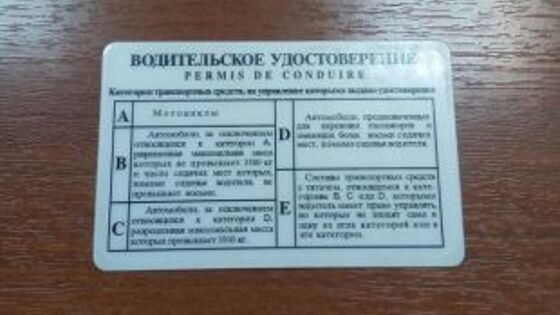 ВОДИТЕЛЬСКОЕ УДОСТОВЕРЕНИЕ
PERMIS DE CONDUIRE
Категории транспортных средств, на управление которыми выдано удостоверение
A
Мотоциклы
B
Автомобили, за исключением
относящихся к категории А,
разрешенная максимальная масса
которых не превышает 3500 кг
и число сидячих мест которых,
помимо сиденья водителя, не
превышает восьми.
C
Автомобили, за исключением
относящихся к категории D,
разрешенная максимальная масса
которых превышает 3500 кг.
D
Автомобили, предназначенные
для перевозки пассажиров и
имеющие более восьми сидячих
мест, помимо сиденья водителя.
E
Составы транспортных средств
с тягачом, относящимся к кате-
гориям B, C или D, которыми
водитель имеет право управлять,
но которые не входят сами в
одну из этих категорий или в
эти категории.